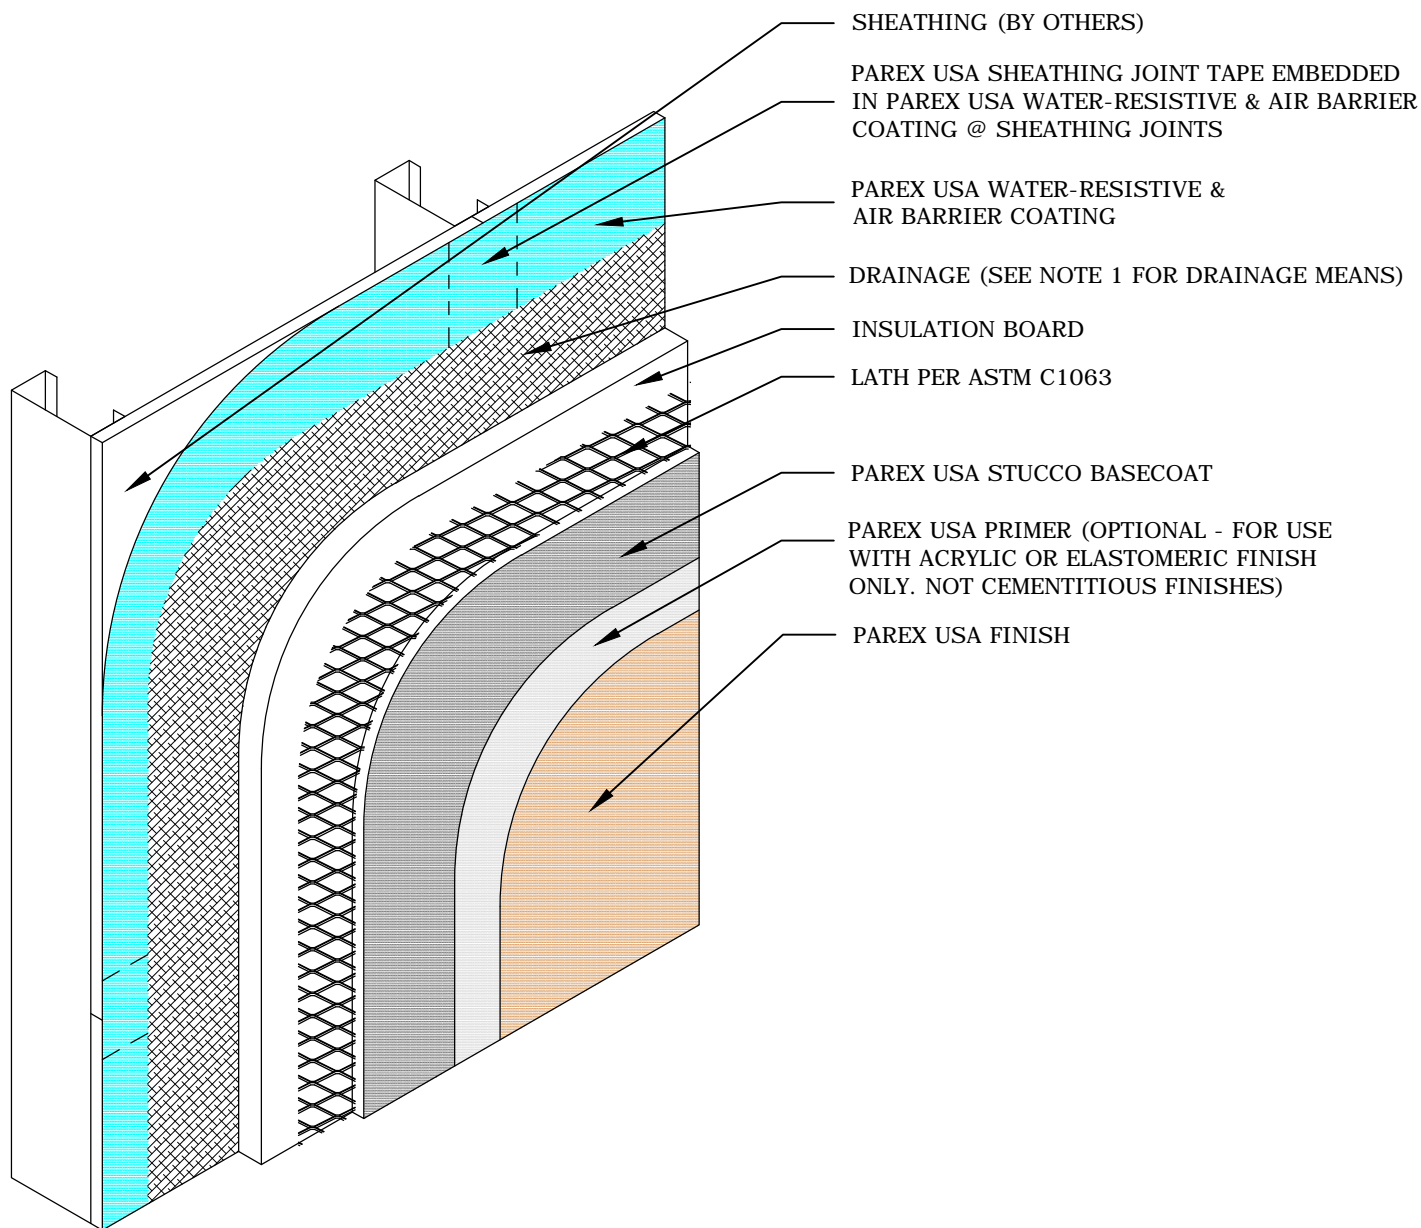 SHEATHING (BY OTHERS)
PAREX USA SHEATHING JOINT TAPE EMBEDDED
IN PAREX USA WATER-RESISTIVE & AIR BARRIER
COATING @ SHEATHING JOINTS
PAREX USA WATER-RESISTIVE &
AIR BARRIER COATING
DRAINAGE (SEE NOTE 1 FOR DRAINAGE MEANS)
INSULATION BOARD
LATH PER ASTM C1063
PAREX USA STUCCO BASECOAT
PAREX USA PRIMER (OPTIONAL - FOR USE
WITH ACRYLIC OR ELASTOMERIC FINISH
ONLY. NOT CEMENTITIOUS FINISHES)
PAREX USA FINISH